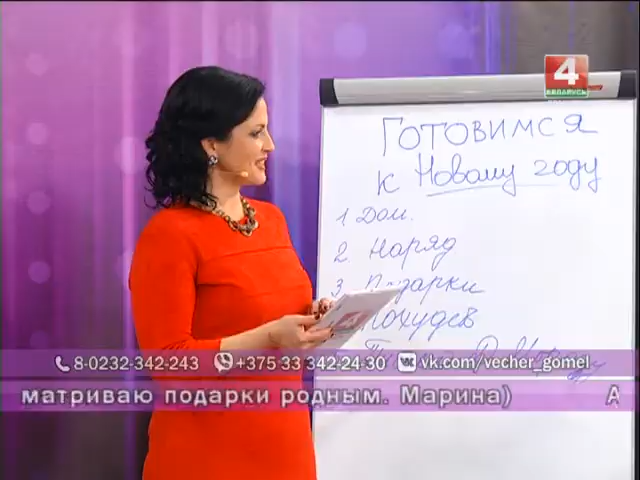 4
БЕЛАРУСЬ
Готовимся
к Новому году
1 Дом.
2 Наряд
3 Подарки
Похудев
8-0232-342-243 +375 33 342-24-30 vk.com/vecher_gomel
матриваю подарки родным. Марина) А